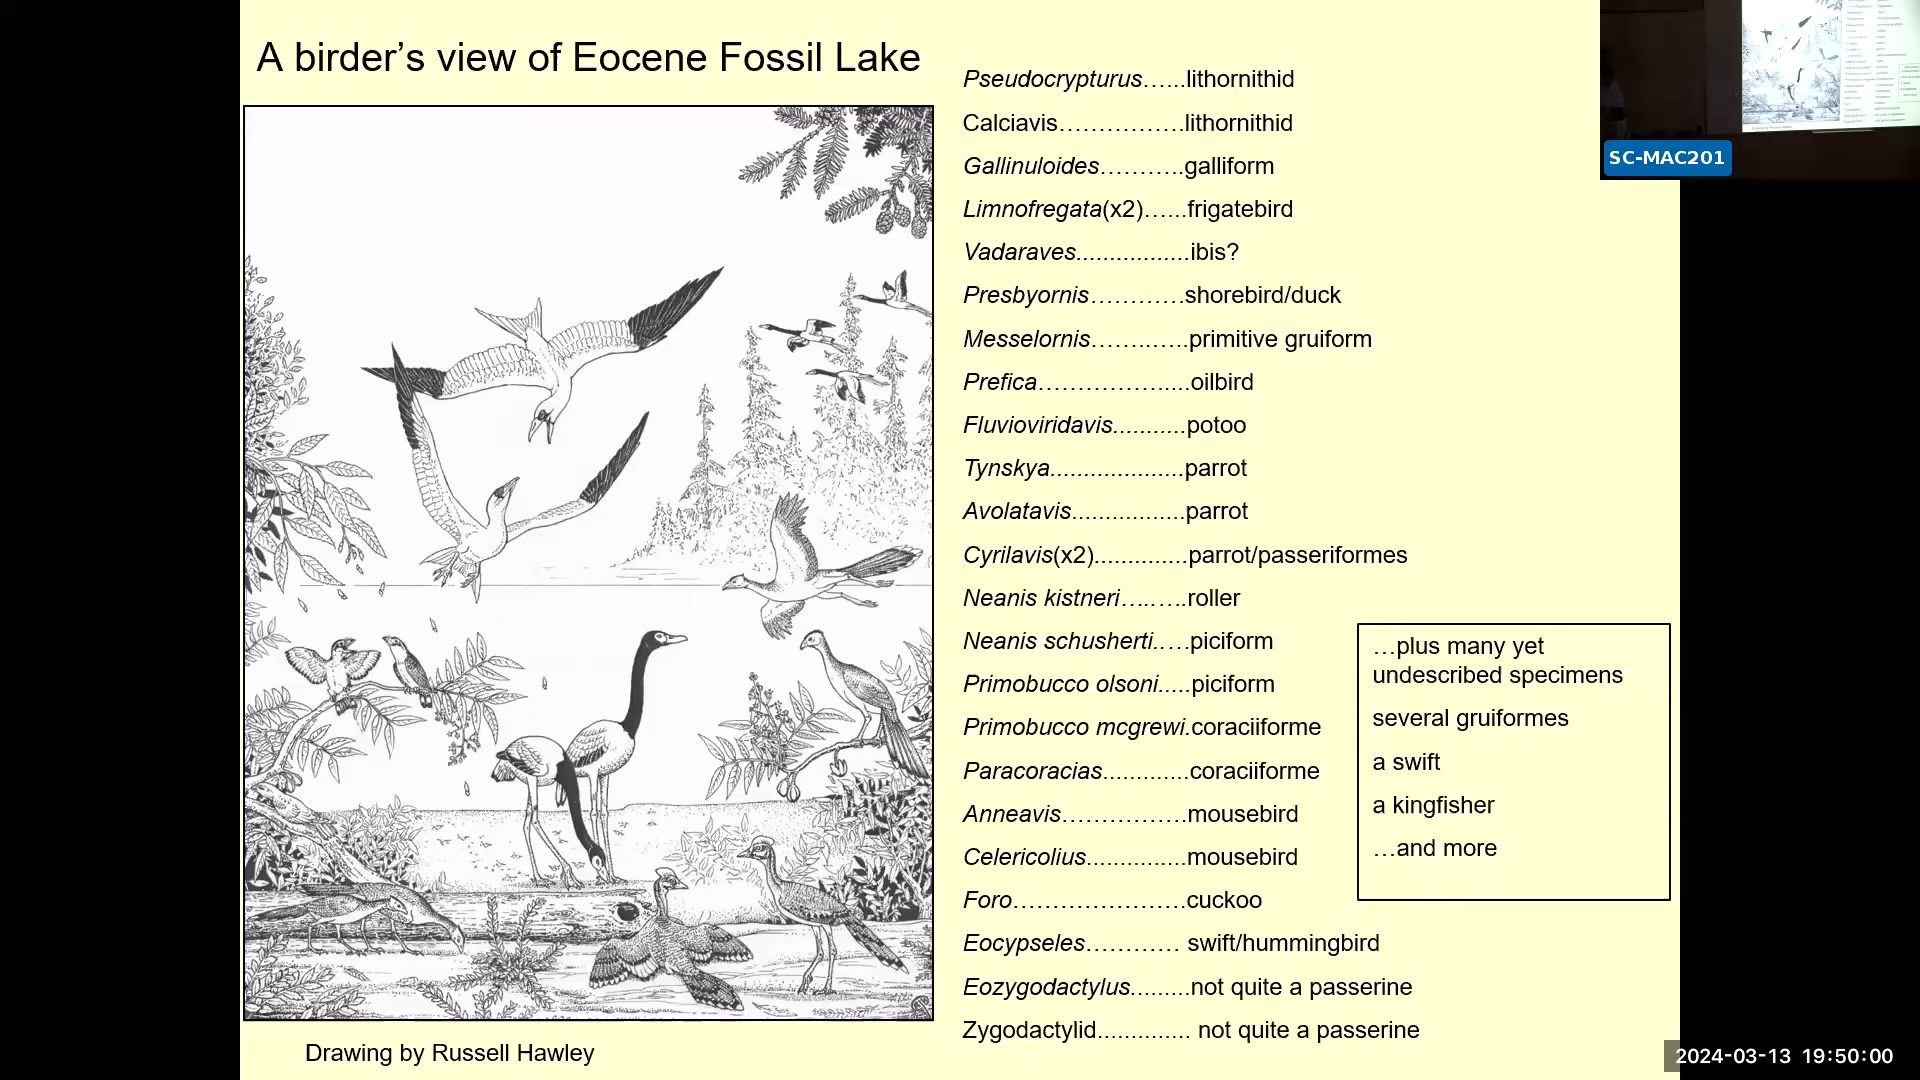 A birder’s view of Eocene Fossil Lake
Pseudocrypturus…...lithornithid
Calciavis…………….lithornithid
Gallinuloides………..galliform
Limnofregata(x2)…...frigatebird
Vadaraves.................ibis?
Presbyornis…………shorebird/duck
Messelornis…….…...primitive gruiform
Prefica…………….....oilbird
Fluvioviridavis...........potoo
Tynskya....................parrot
Avolatavis.................parrot
Cyrilavis(x2)..............parrot/passeriformes
Neanis kistneri….…..roller
Neanis schusherti..…piciform
Primobucco olsoni.....piciform
Primobucco mcgrewi.coraciiforme
Paracoracias.............coraciiforme
Anneavis…………….mousebird
Celericolius...............mousebird
Foro………………….cuckoo
Eocypseles………… swift/hummingbird
Eozygodactylus.........not quite a passerine
Zygodactylid.............. not quite a passerine
…plus many yet
undescribed specimens
several gruiformes
a swift
a kingfisher
…and more
Drawing by Russell Hawley
SC-MAC201
2024-03-13 19:50:00